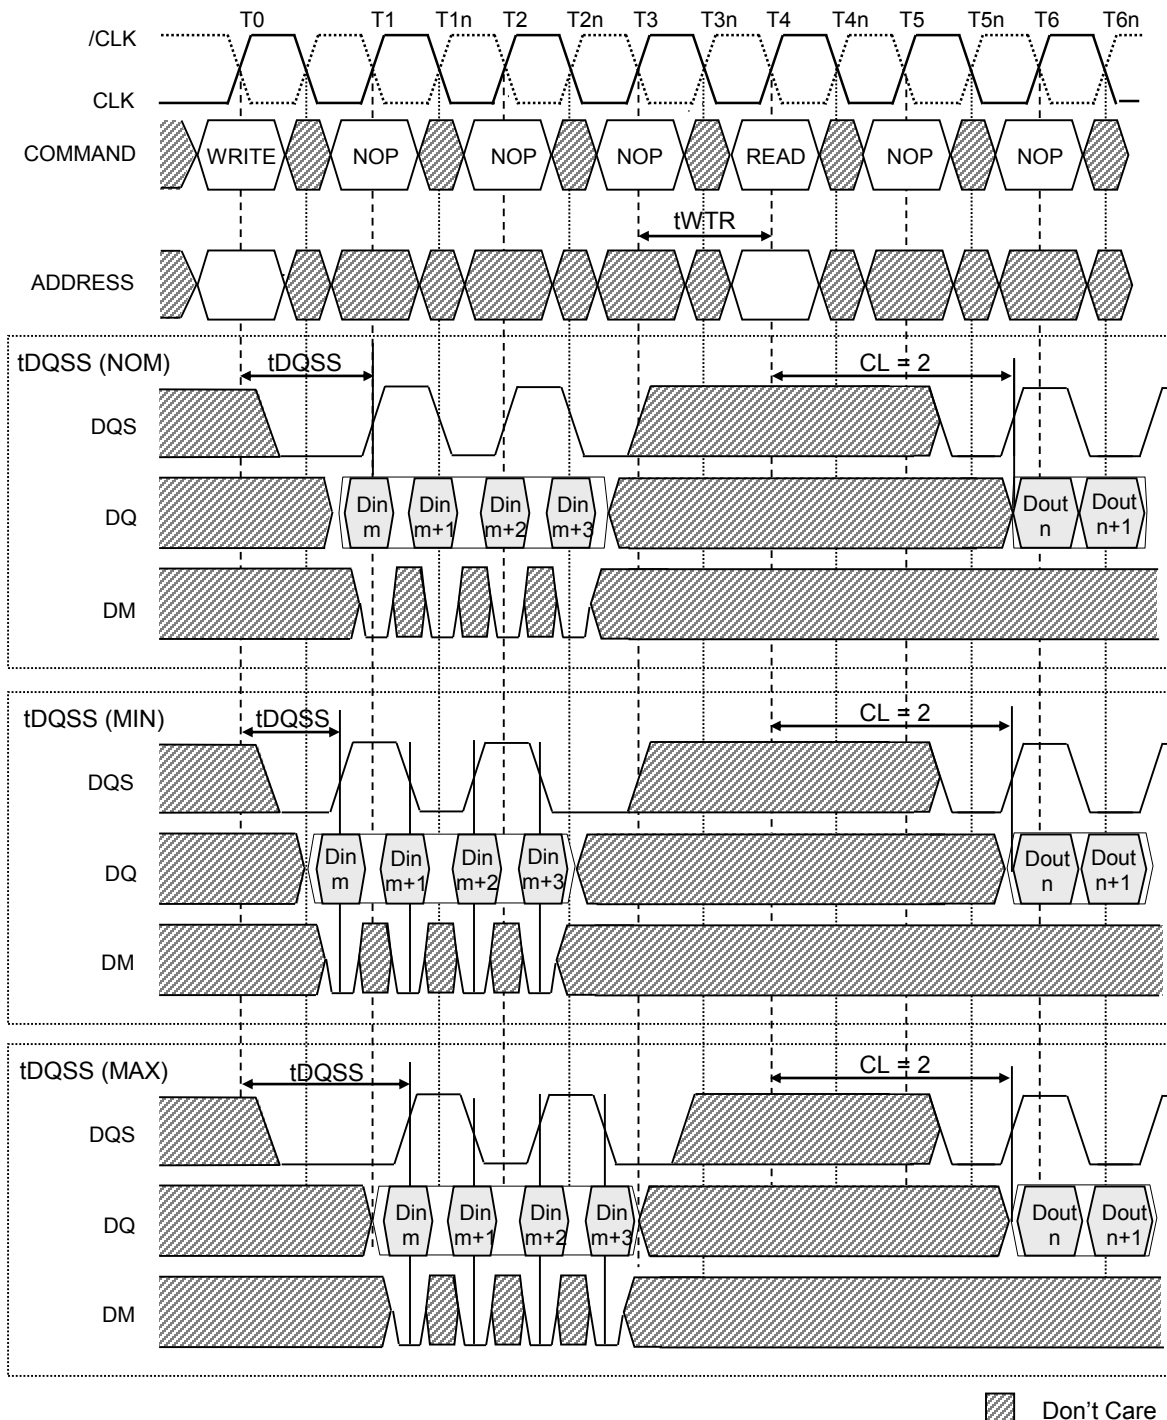 T0 T1 T1n T2 T2n T3 T3n T4 T4n T5 T5n T6 T6n
/CLK
CLK
COMMAND WRITE NOP NOP NOP READ NOP NOP
tWTR
ADDRESS
tDQSS (NOM) tDQSS CL = 2
DQS
DQ Din m Din m+1 Din m+2 Din m+3 Dout n Dout n+1
DM
tDQSS (MIN) tDQSS CL = 2
DQS
DQ Din m Din m+1 Din m+2 Din m+3 Dout n Dout n+1
DM
tDQSS (MAX) tDQSS CL = 2
DQS
DQ Din m Din m+1 Din m+2 Din m+3 Dout n Dout n+1
DM
Don't Care